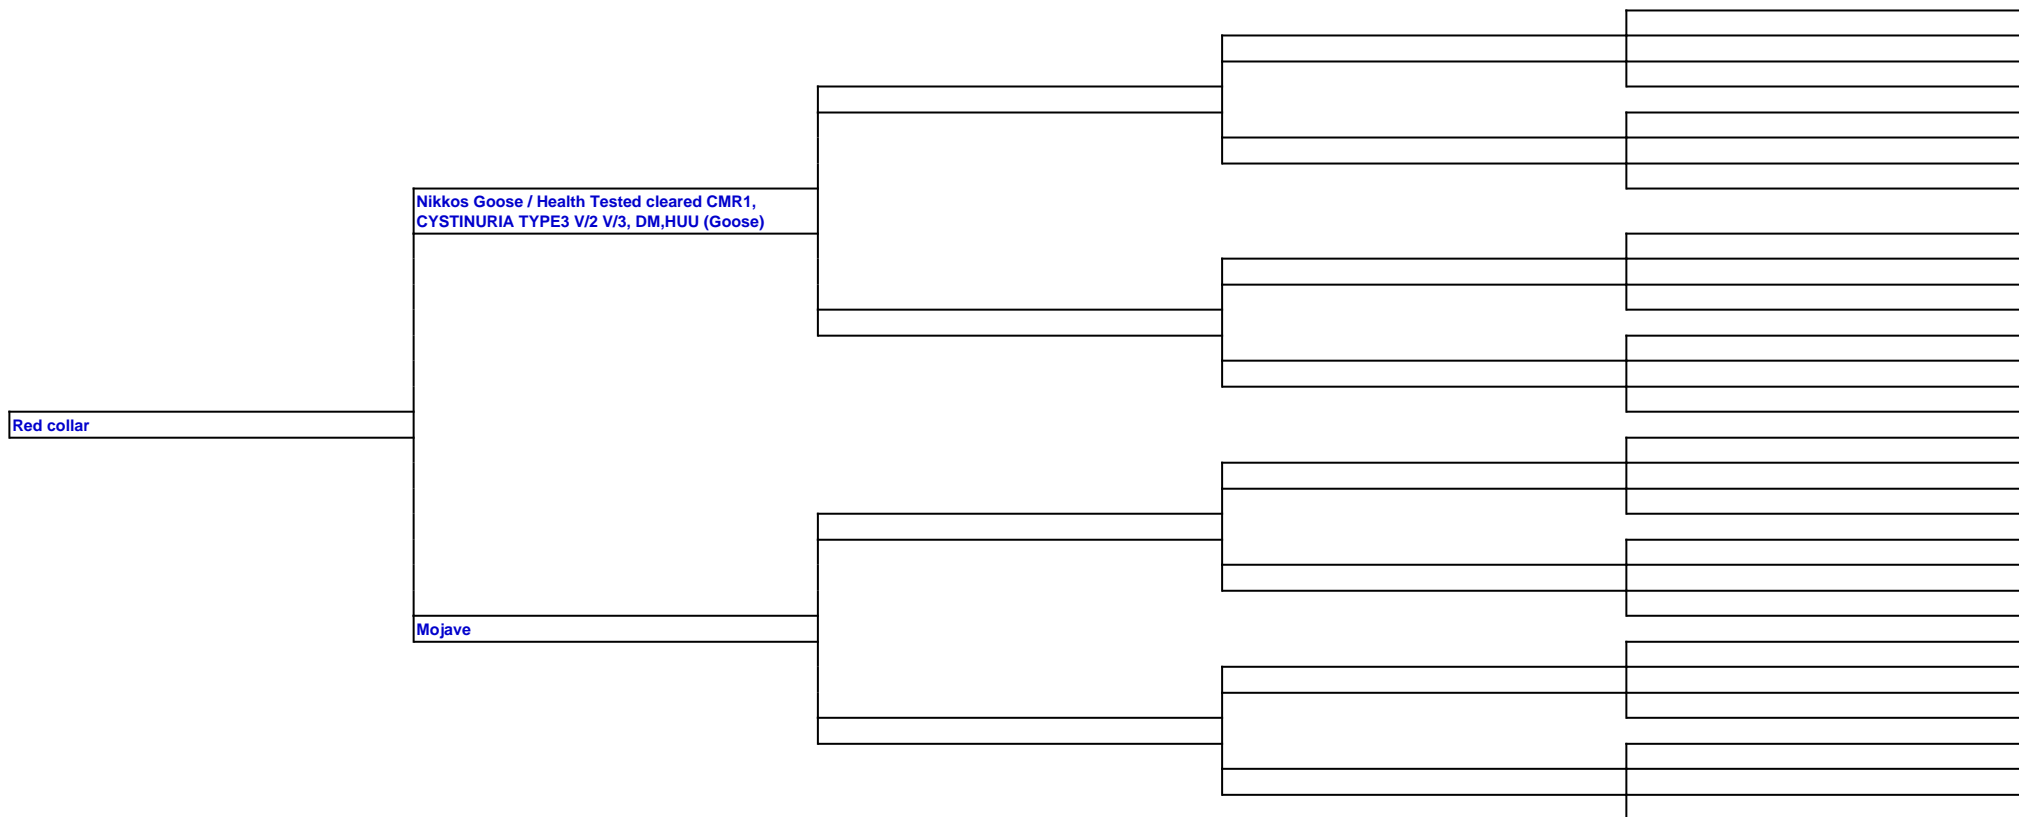 Nikkos Goose / Health Tested cleared CMR1,
CYSTINURIA TYPE3 V/2 V/3, DM,HUU (Goose)
Red collar
Mojave